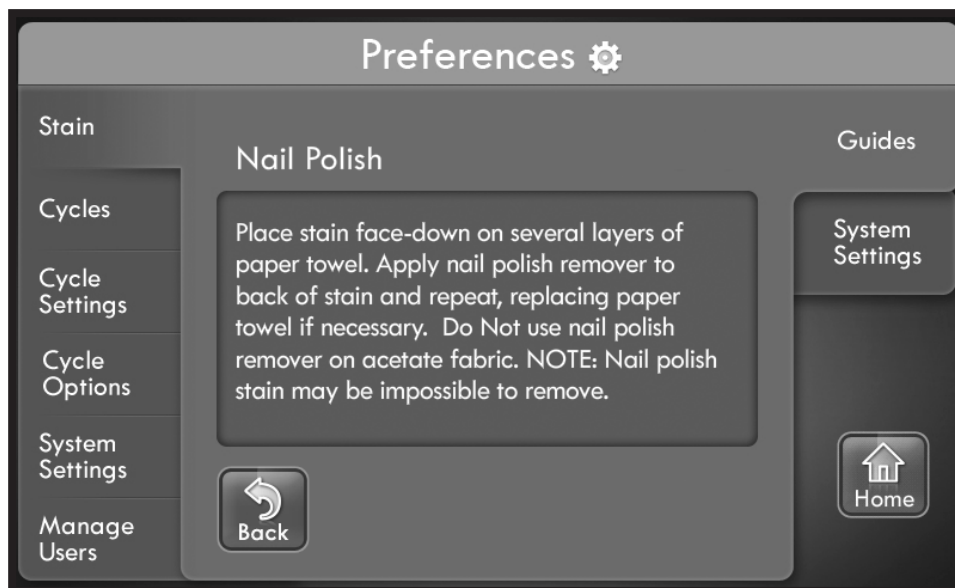 Preferences
Stain
Cycles
Cycle
Settings
Cycle
Options
System
Settings
Manage
Users
Nail Polish
Place stain face-down on several layers of
paper towel. Apply nail polish remover to
back of stain and repeat, replacing paper
towel if necessary.  Do Not use nail polish
remover on acetate fabric. NOTE: Nail polish
stain may be impossible to remove.
Back
Guides
System
Settings
Home